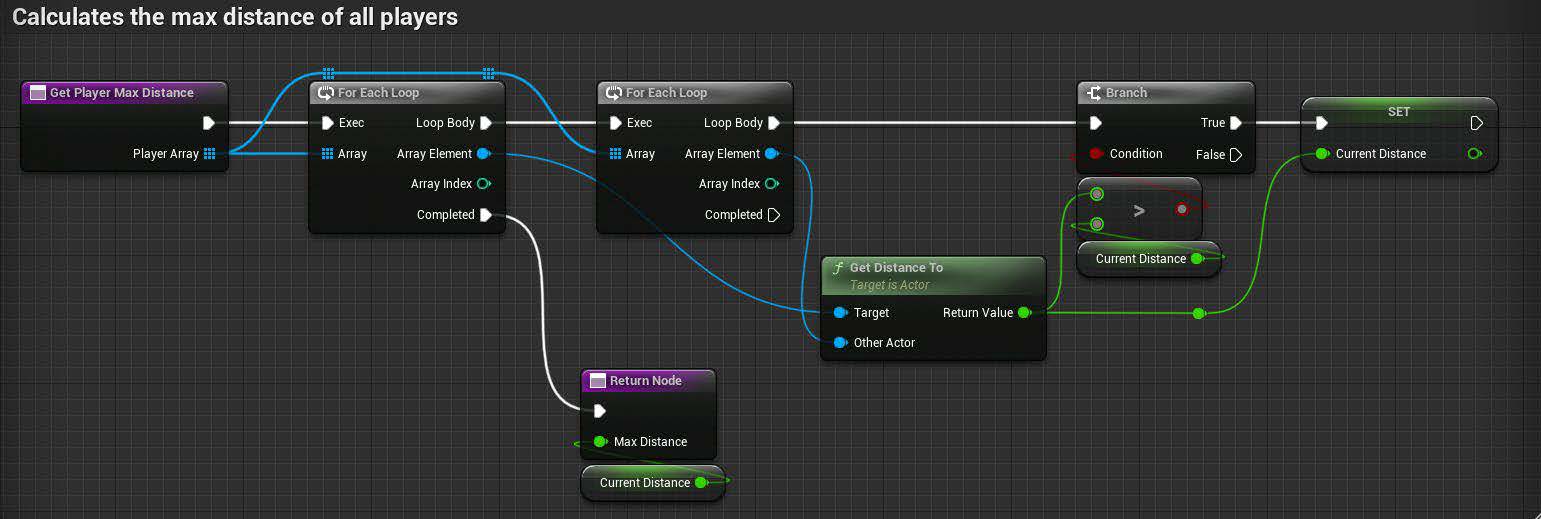 Calculates the max distance of all players
Get Player Max Distance
Player Array
For Each Loop
Exec Loop Body
Array Array Element
Array Index
Completed
For Each Loop
Exec Loop Body
Array Array Element
Array Index
Completed
Branch
True
Condition False
>
Current Distance
SET
Current Distance
f Get Distance To
Target is Actor
Target Return Value
Other Actor
Return Node
Max Distance
Current Distance